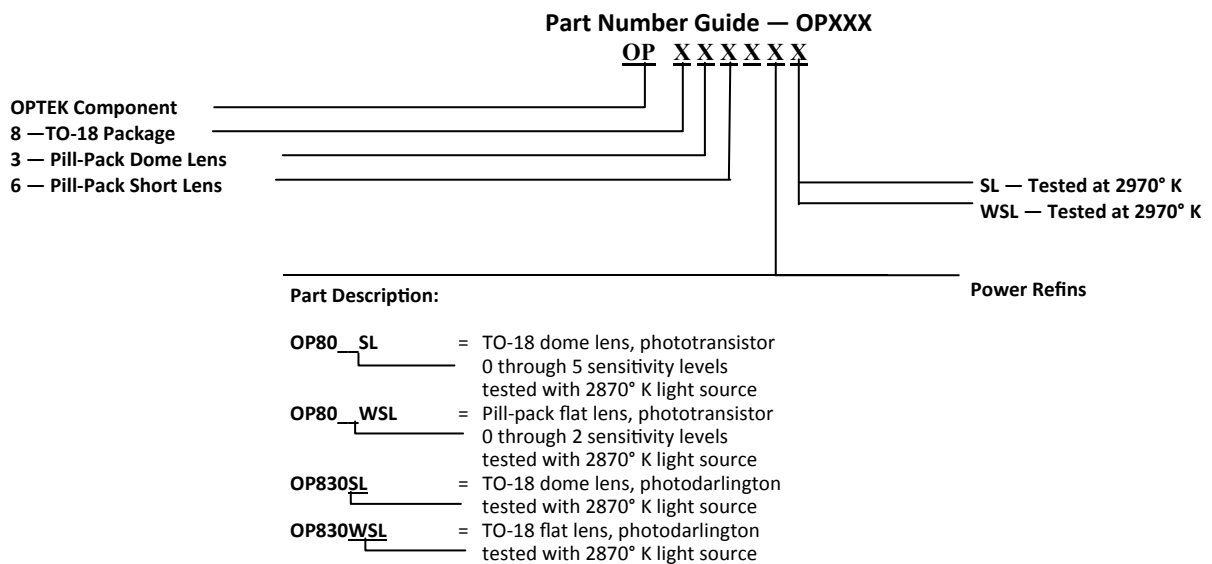 Part Number Guide — OPXXX
OP X X X X X X
OPTEK Component
8 —TO-18 Package
3 — Pill-Pack Dome Lens
6 — Pill-Pack Short Lens
SL — Tested at 2970° K
WSL — Tested at 2970° K
Power Refins
Part Description:
OP80__SL = TO-18 dome lens, phototransistor
0 through 5 sensitivity levels
tested with 2870° K light source
OP80__WSL = Pill-pack flat lens, phototransistor
0 through 2 sensitivity levels
tested with 2870° K light source
OP830SL = TO-18 dome lens, photodarlington
tested with 2870° K light source
OP830WSL = TO-18 flat lens, photodarlington
tested with 2870° K light source